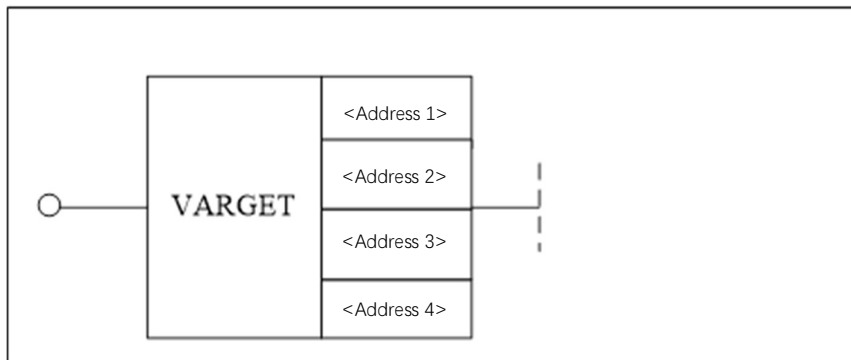 <Address 1>
<Address 2>
VARGET
<Address 3>
<Address 4>